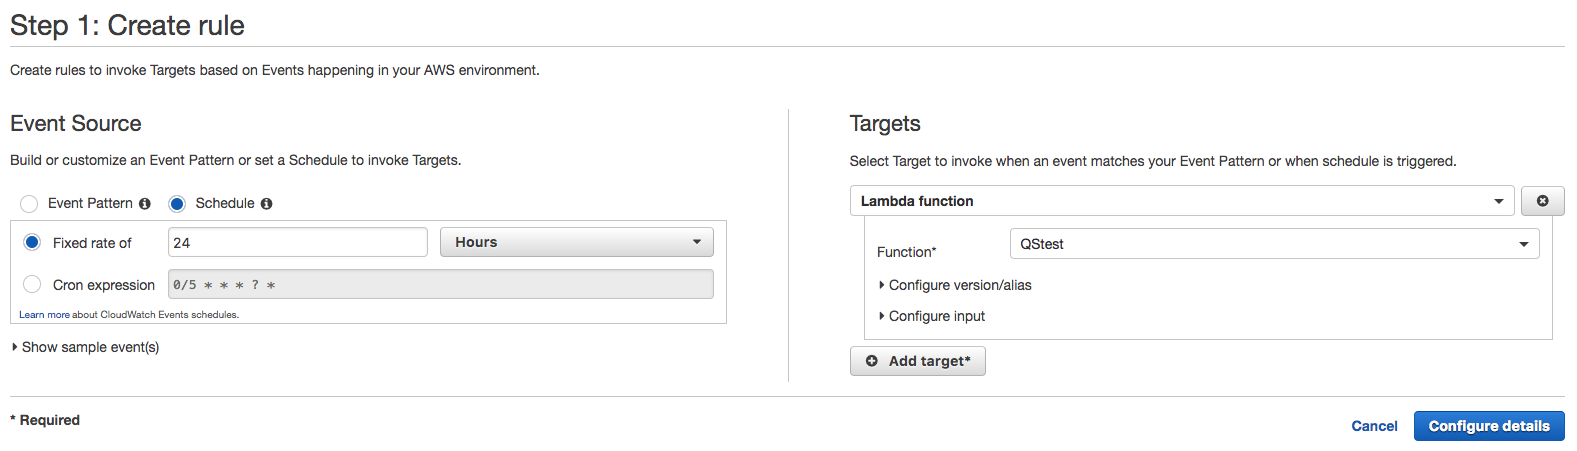 Step 1: Create rule
Create rules to invoke Targets based on Events happening in your AWS environment.
Event Source
Build or customize an Event Pattern or set a Schedule to invoke Targets.
Event Pattern
Schedule
Fixed rate of
24
Hours
Cron expression
0/5 * * * ? *
Learn more about CloudWatch Events schedules.
Show sample event(s)
Targets
Select Target to invoke when an event matches your Event Pattern or when schedule is triggered.
Lambda function
Function*
QStest
Configure version/alias
Configure input
Add target*
* Required
Cancel
Configure details